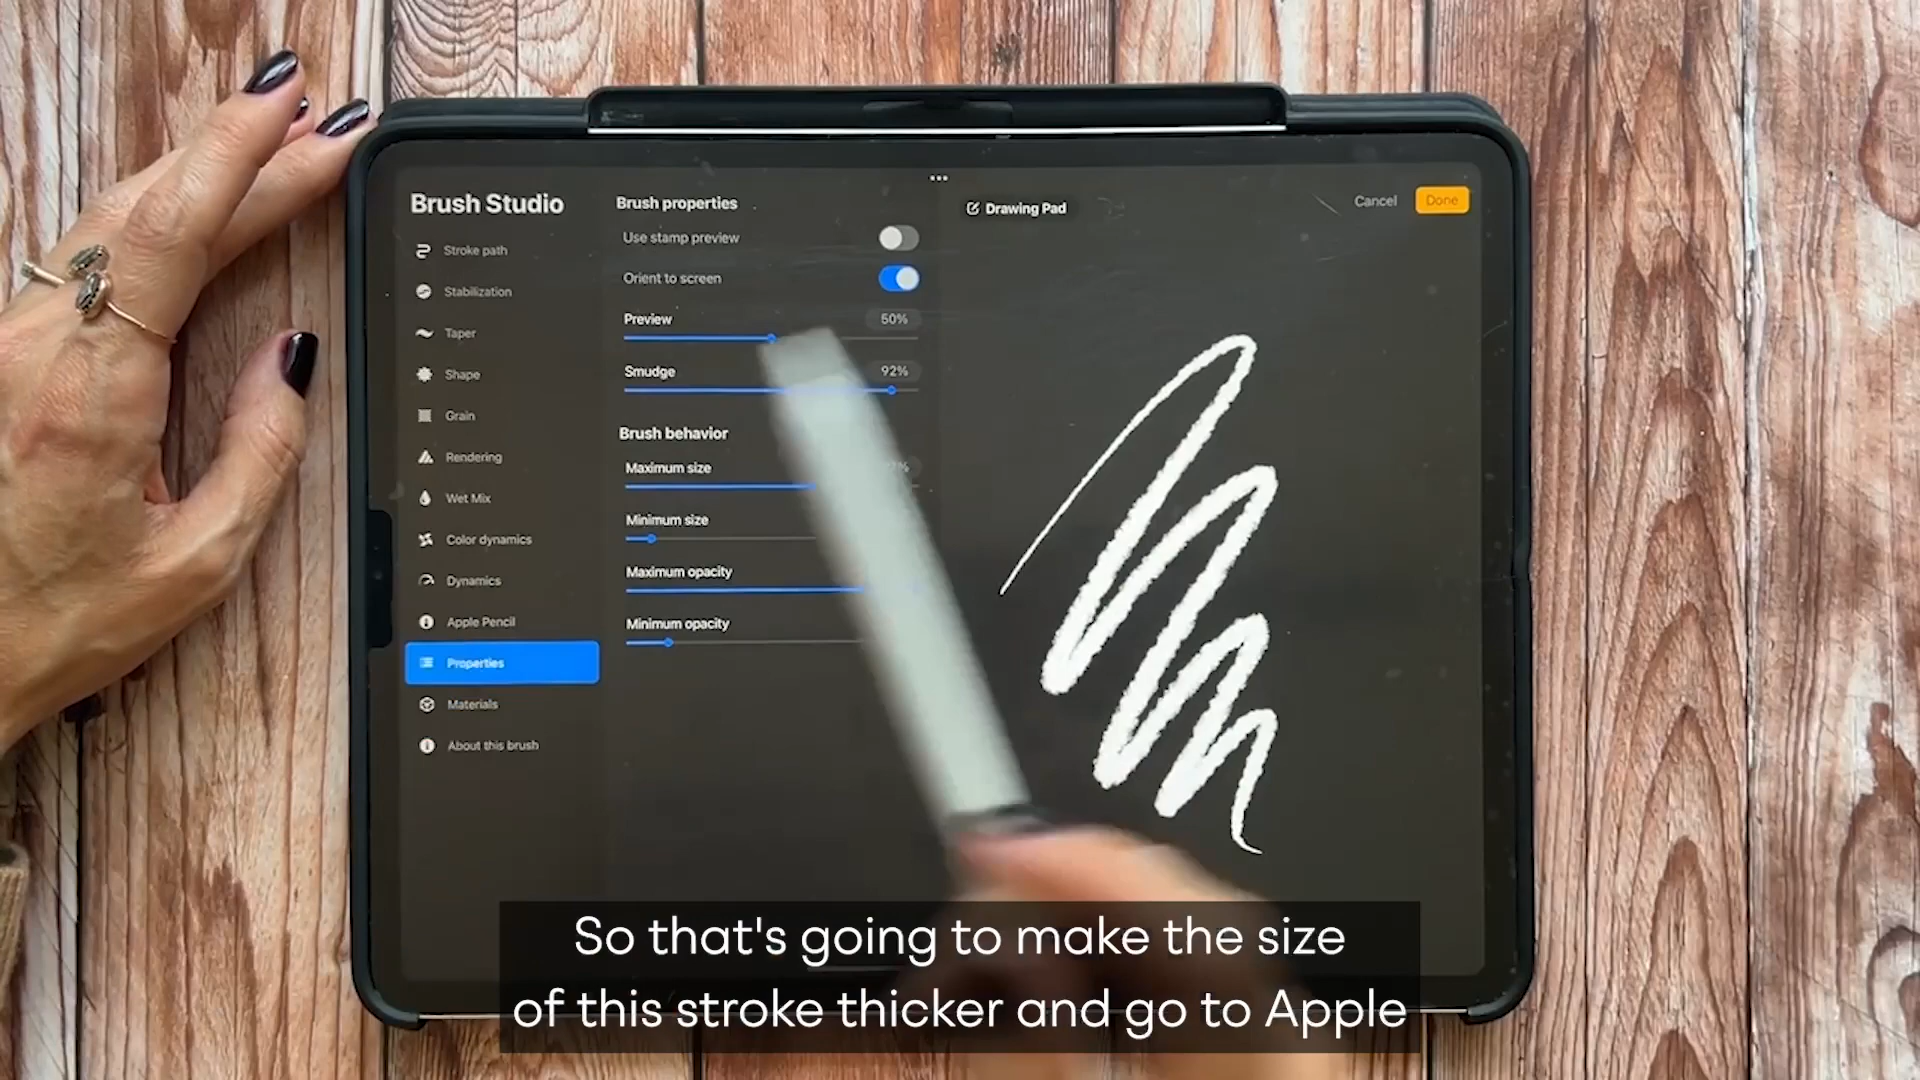 Brush Studio
Stroke path
Stabilization
Taper
Shape
Grain
Rendering
Wet Mix
Color dynamics
Dynamics
Apple Pencil
Properties
Materials
About this brush
Brush properties
Use stamp preview
Orient to screen
Preview 50%
Smudge 92%
Brush behavior
Maximum size
Minimum size
Maximum opacity
Minimum opacity
Drawing Pad
Cancel
Done
So that's going to make the size
of this stroke thicker and go to Apple